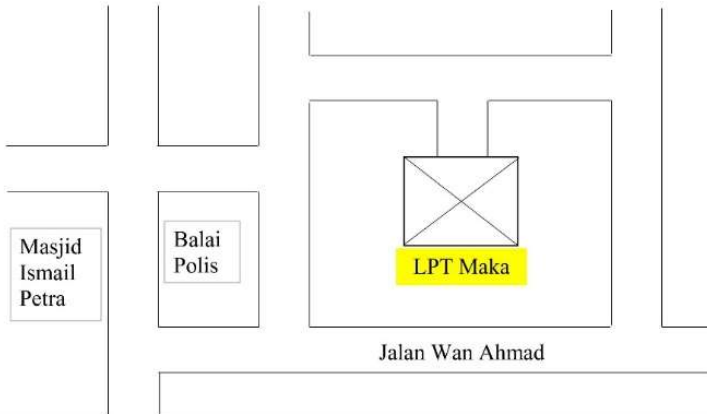 Masjid
Ismail
Petra
Balai
Polis
LPT Maka
Jalan Wan Ahmad